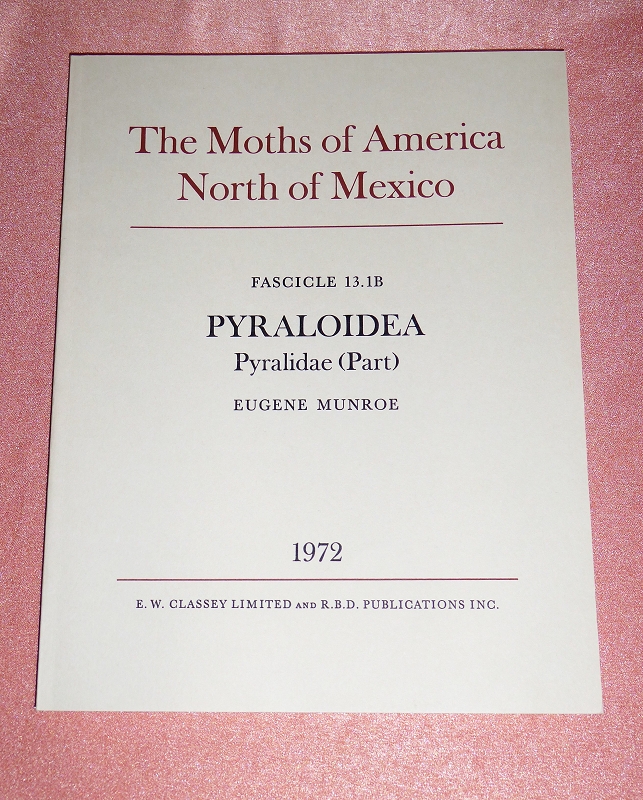 The Moths of America
North of Mexico
FASCICLE 13.1B
PYRALOIDEA
Pyralidae (Part)
EUGENE MUNROE
1972
E. W. CLASSEY LIMITED AND R.B.D. PUBLICATIONS INC.